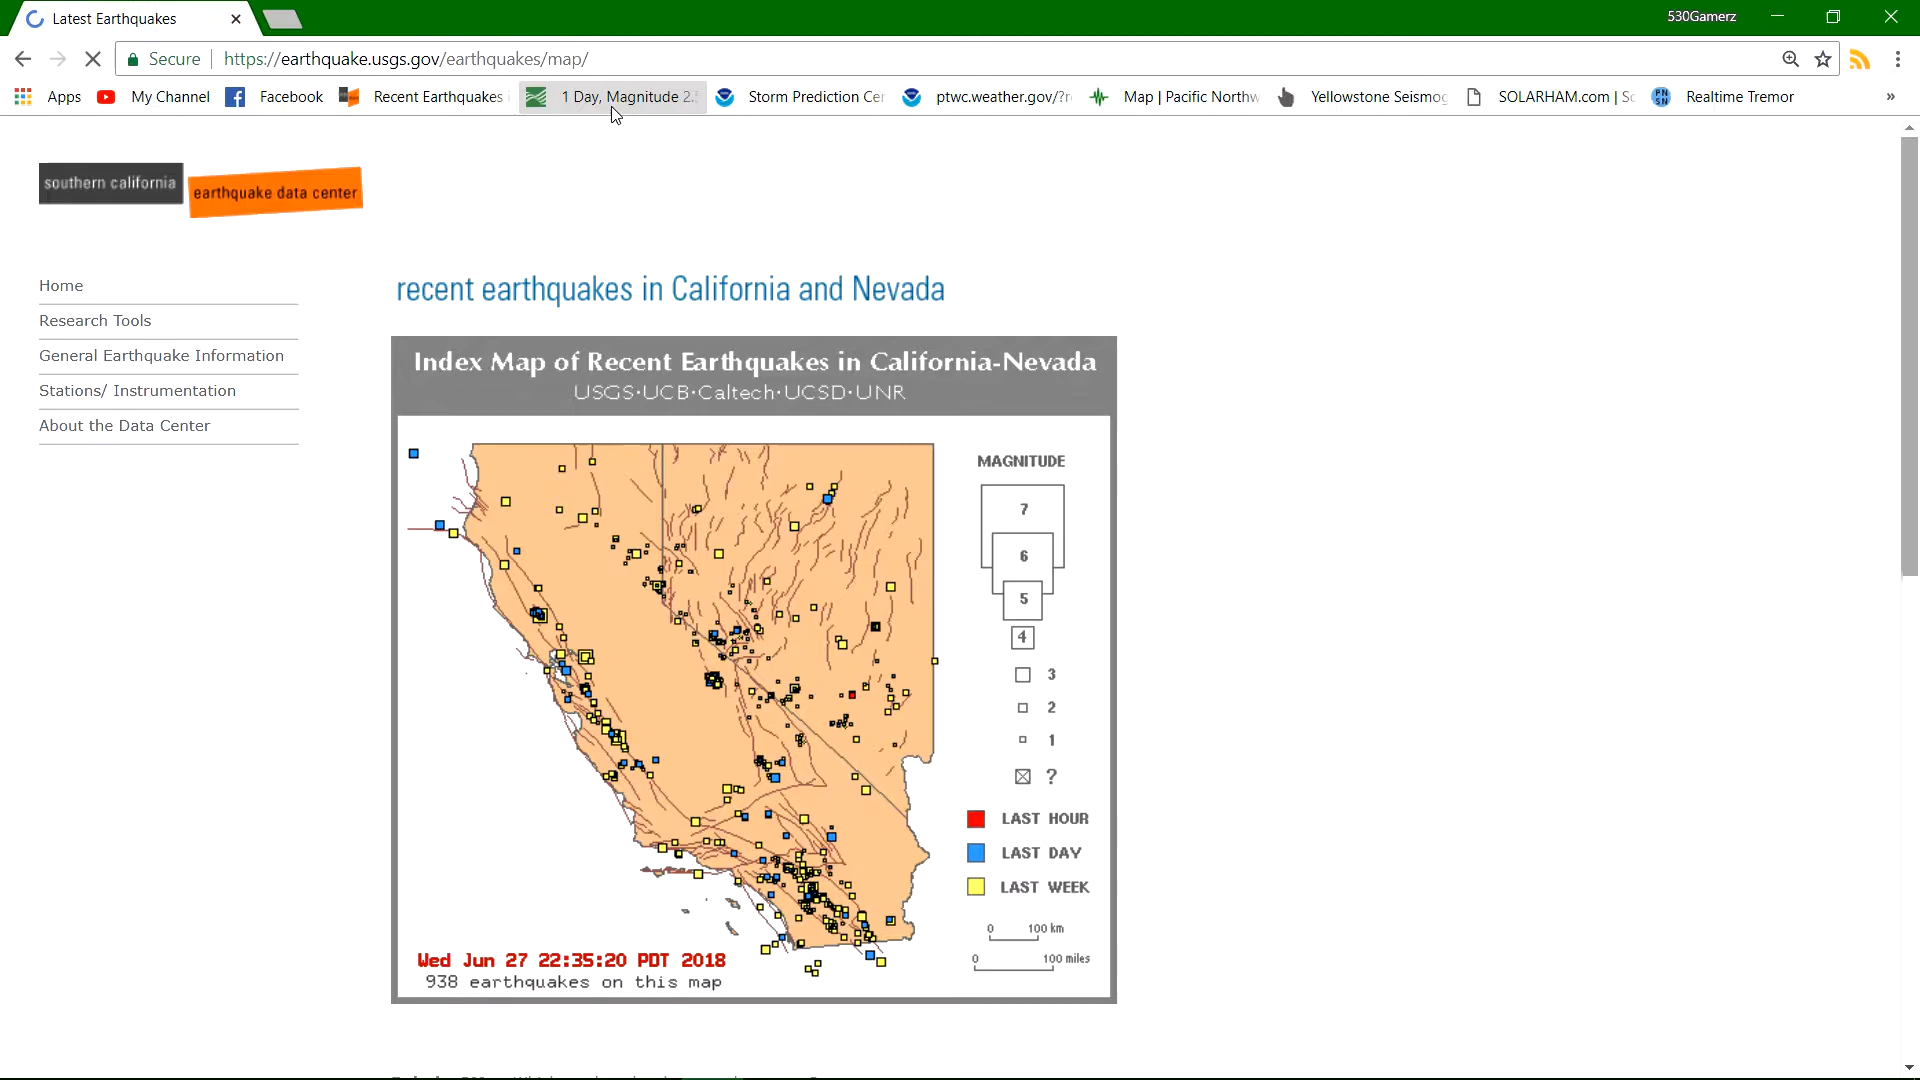 Latest Earthquakes
530Gamerz
Secure
https://earthquake.usgs.gov/earthquakes/map/
Apps
My Channel
Facebook
Recent Earthquakes
1 Day, Magnitude 2.
Storm Prediction Cer
ptwc.weather.gov/?r
Map | Pacific Northw
Yellowstone Seismog
SOLARHAM.com | So
PN
SN
Realtime Tremor
»
southern california
earthquake data center
Home
Research Tools
General Earthquake Information
Stations/ Instrumentation
About the Data Center
recent earthquakes in California and Nevada
Index Map of Recent Earthquakes in California-Nevada
USGS·UCB·Caltech·UCSD·UNR
MAGNITUDE
7
6
5
4
3
2
1
?
LAST HOUR
LAST DAY
LAST WEEK
0 100 km
0 100 miles
Wed Jun 27 22:35:20 PDT 2018
938 earthquakes on this map